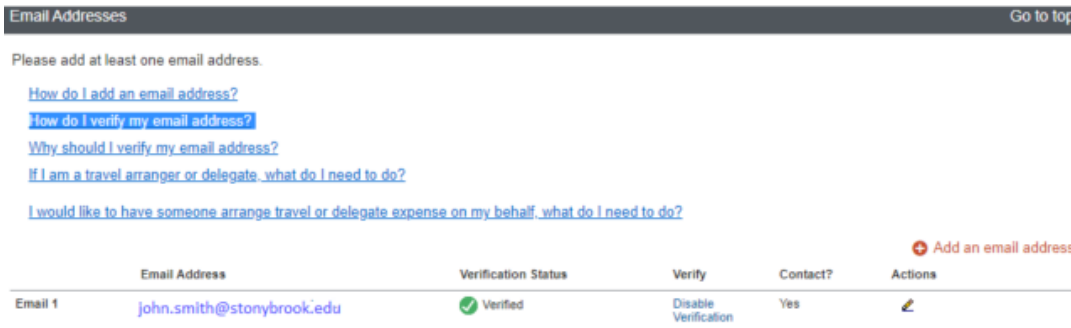 Email Addresses Go to top
Please add at least one email address.
How do I add an email address?
How do I verify my email address?
Why should I verify my email address?
If I am a travel arranger or delegate, what do I need to do?
I would like to have someone arrange travel or delegate expense on my behalf, what do I need to do?
Add an email address
Email Address Verification Status Verify Contact? Actions
Email 1 john.smith@stonybrook.edu Verified Disable Verification Yes